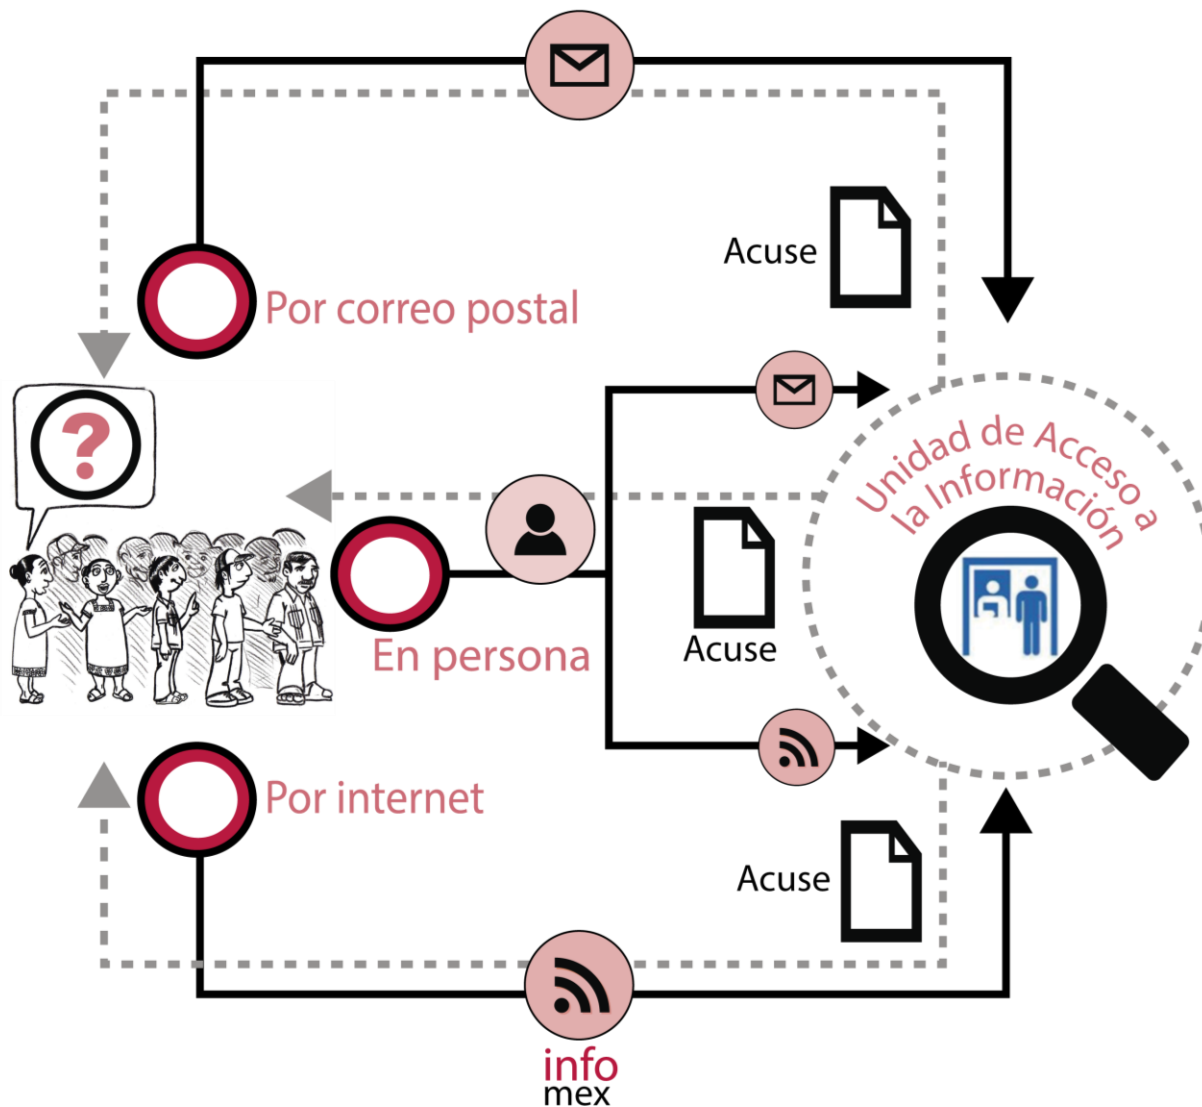 Acuse
Por correo postal
?
Unidad de Acceso a
la Información
Acuse
En persona
Por internet
Acuse
info
mex